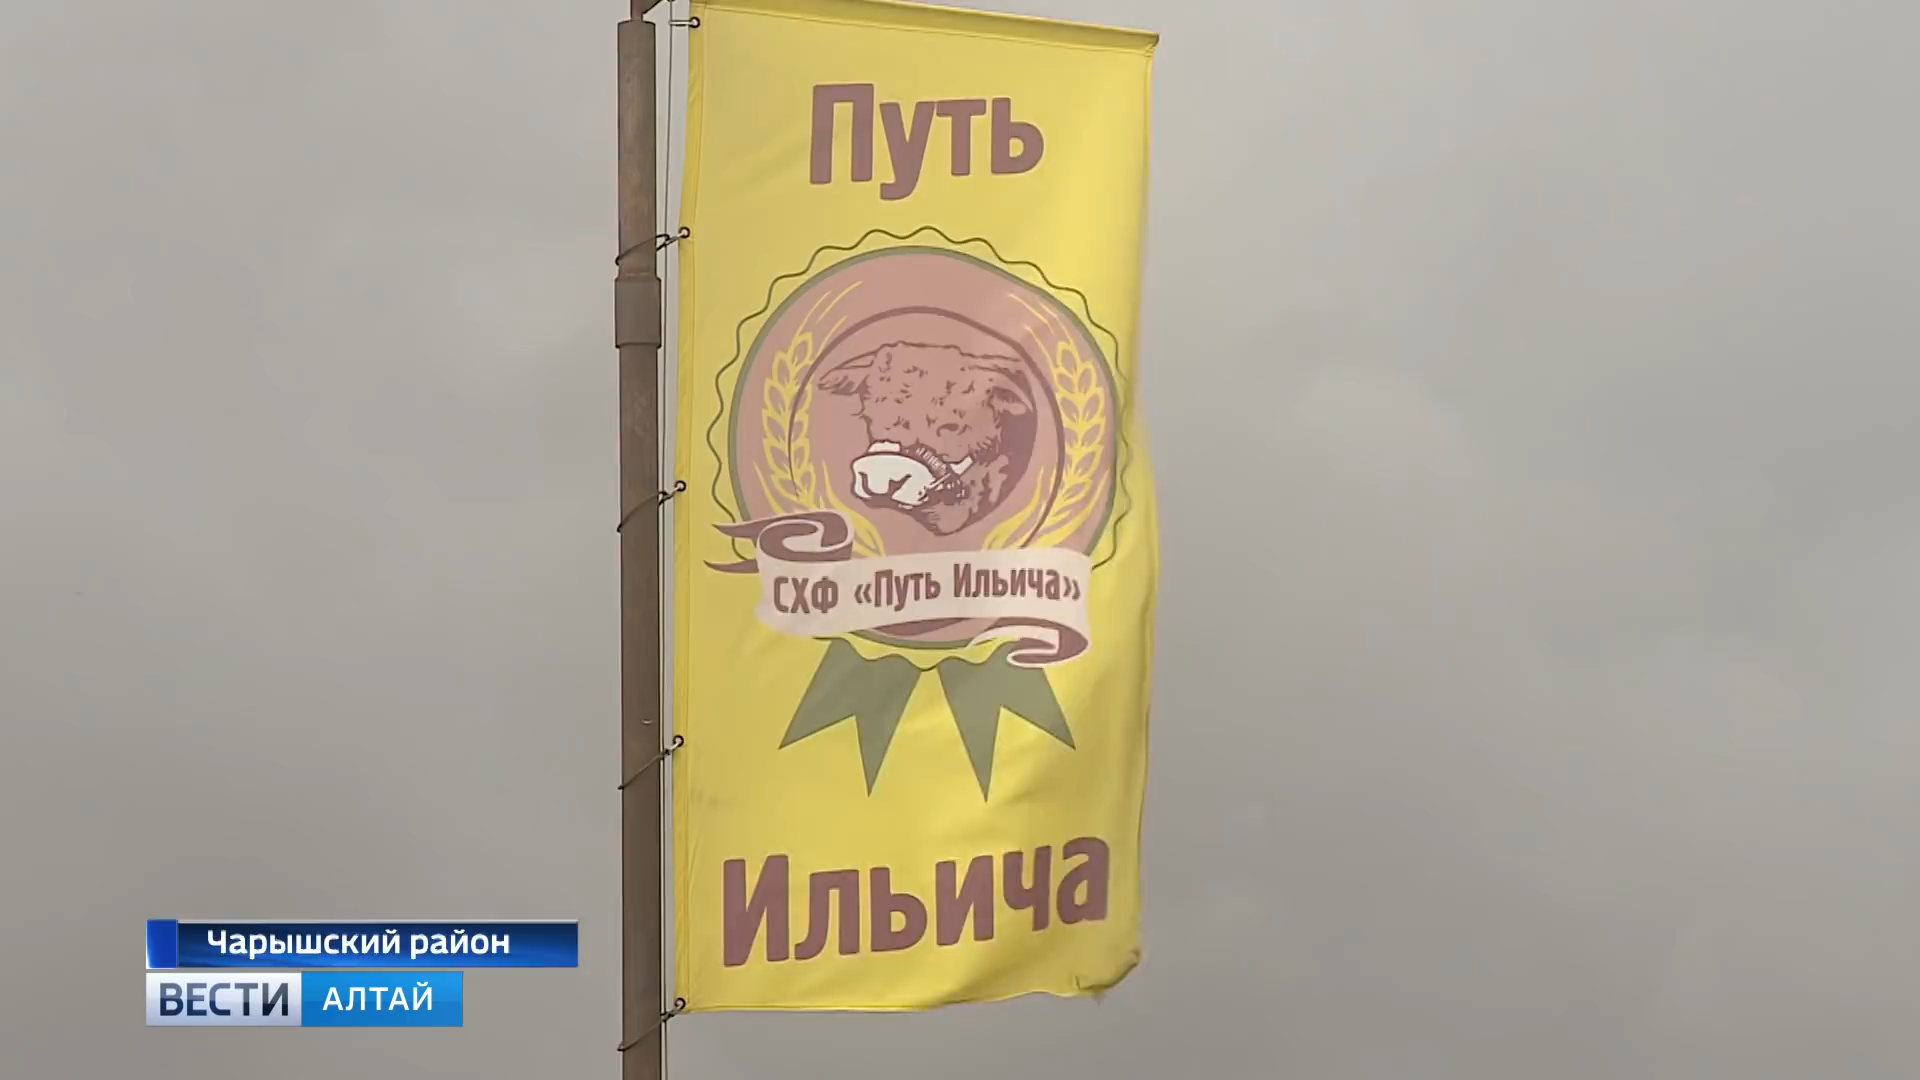 Путь
СХФ «Путь Ильича»
Ильича
Чарышский район
ВЕСТИ АЛТАЙ